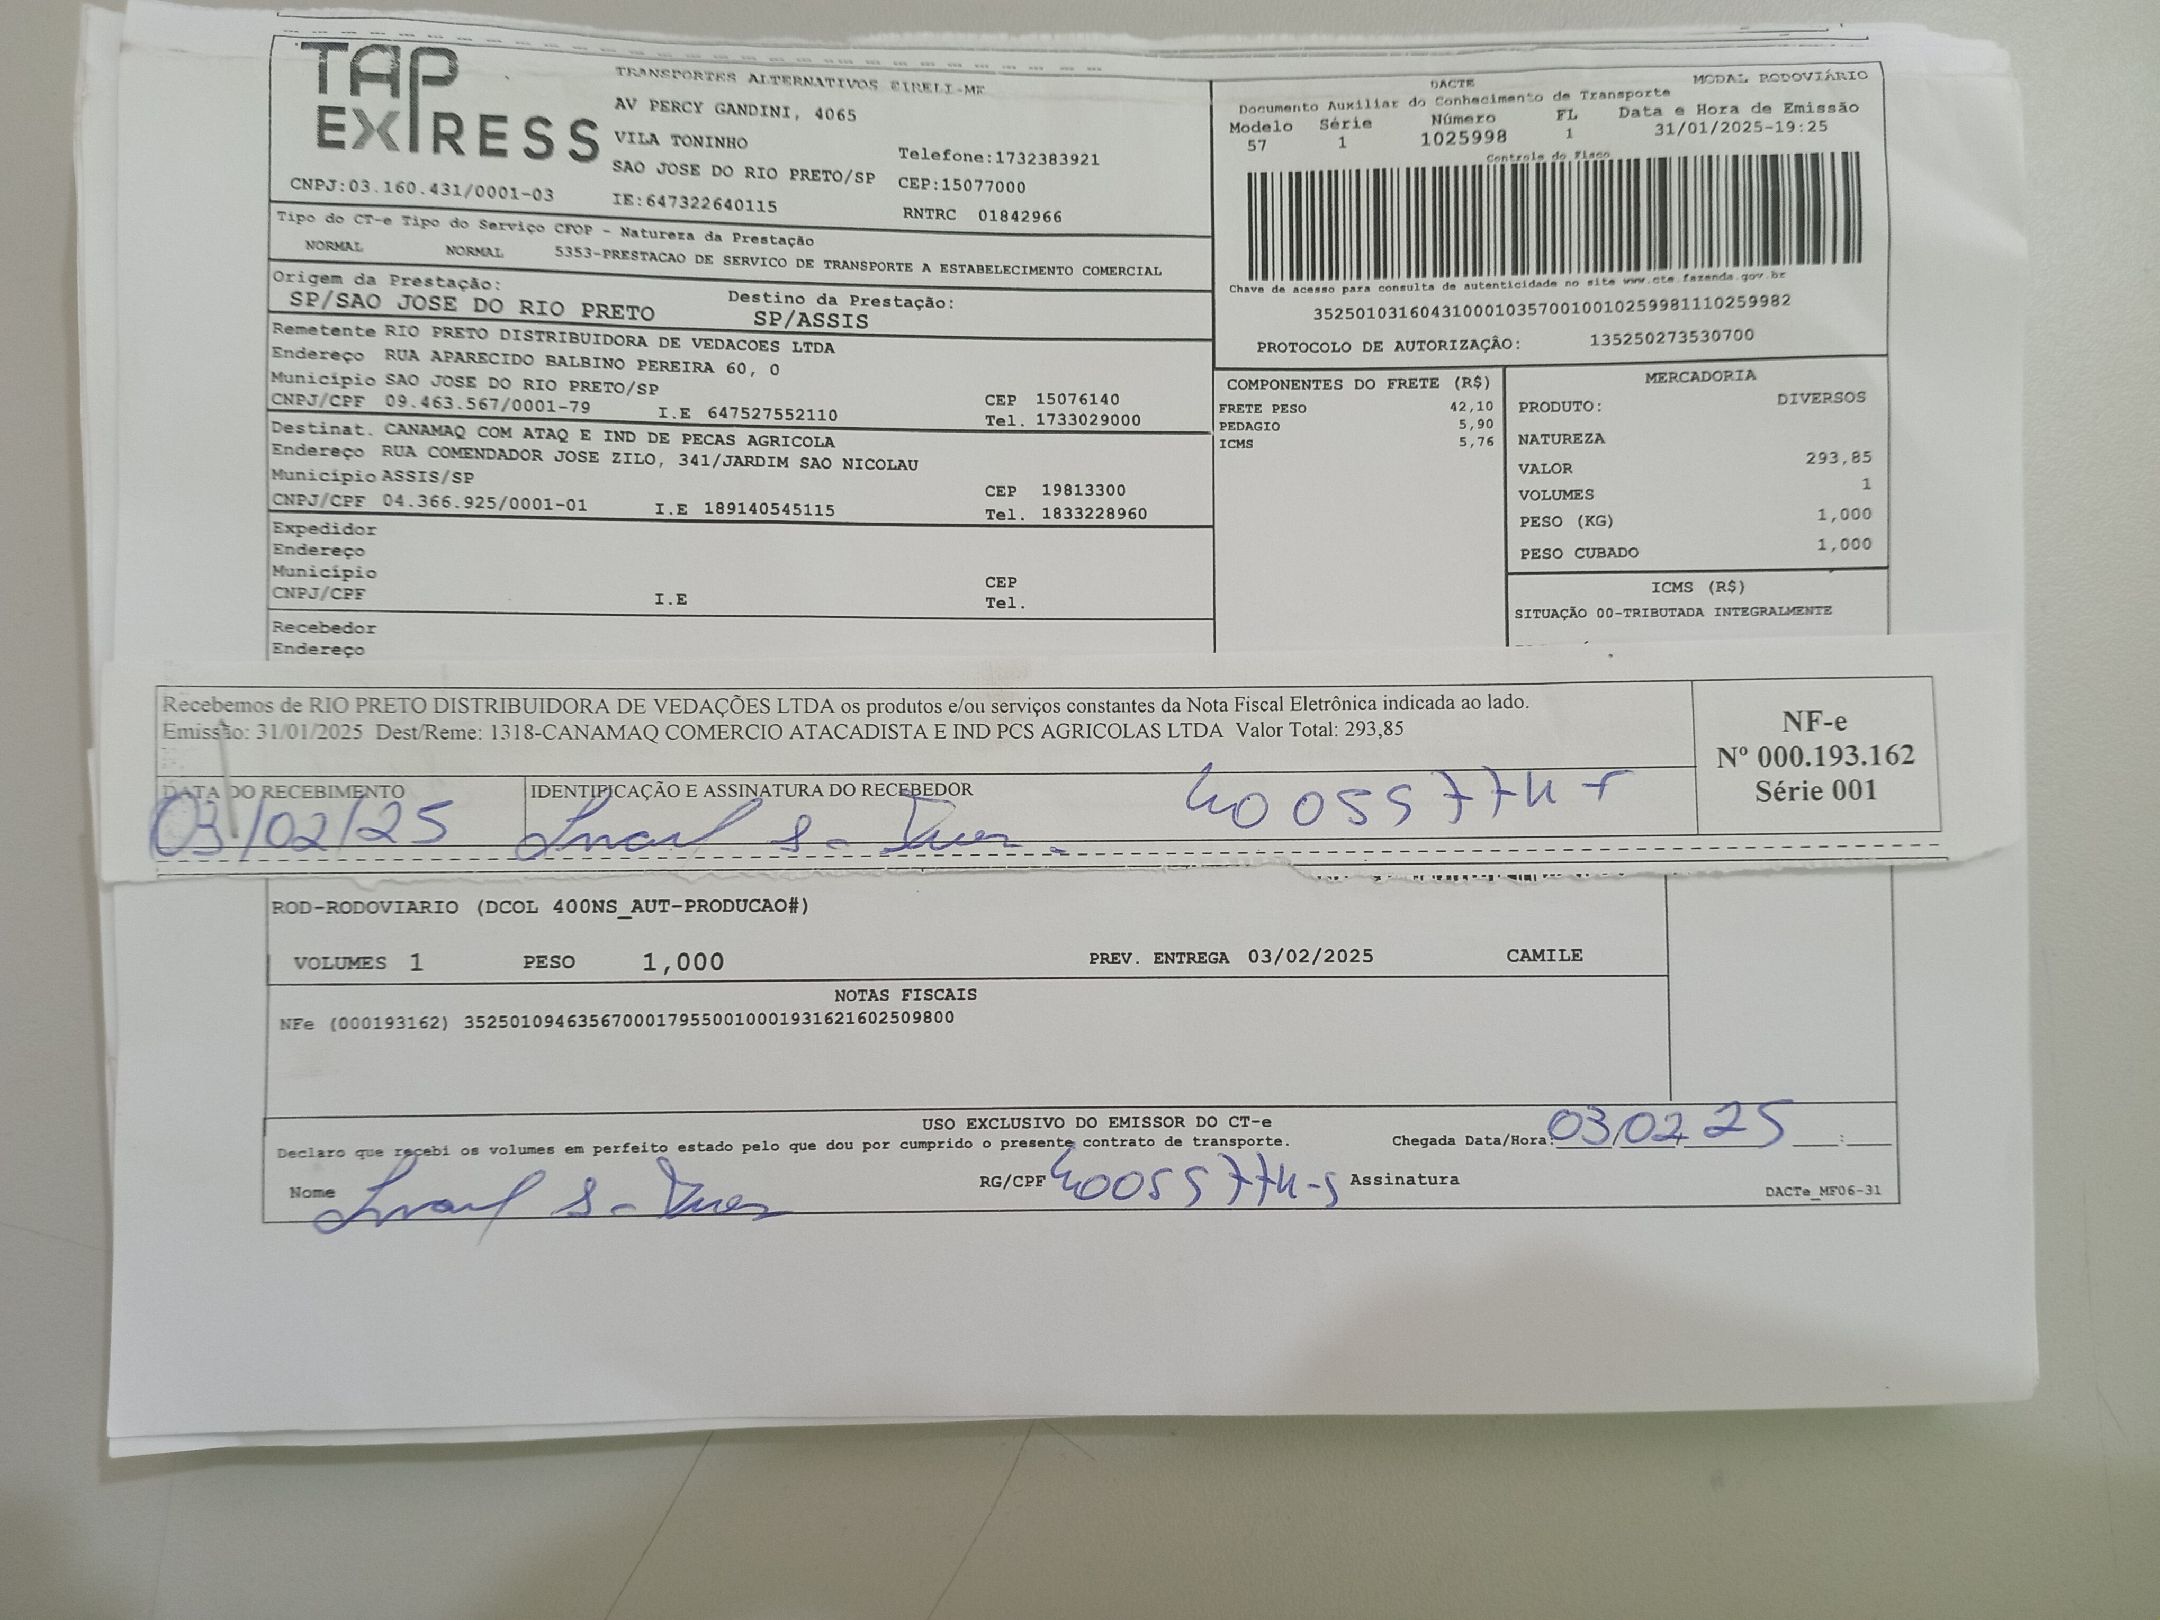 TAP
EXPRESS
CNPJ:03.160.431/0001-03
TRANSPORTES ALTERNATIVOS EIRELI-ME
AV PERCY GANDINI, 4065
VILA TONINHO
SAO JOSE DO RIO PRETO/SP
IE:647322640115
Telefone:1732383921
CEP:15077000
RNTRC 01842966
DACTE
MODAL RODOVIÁRIO
Documento Auxiliar do Conhecimento de Transporte
Modelo Série Número FL Data e Hora de Emissão
57 1 1025998 1 31/01/2025-19:25
Controle do Fisco
Chave de acesso para consulta de autenticidade no site www.cte.fazenda.gov.br
35250103160431000103570010010259981110259982
PROTOCOLO DE AUTORIZAÇÃO: 135250273530700
Tipo do CT-e Tipo do Serviço CFOP - Natureza da Prestação
NORMAL NORMAL 5353-PRESTACAO DE SERVICO DE TRANSPORTE A ESTABELECIMENTO COMERCIAL
Origem da Prestação: Destino da Prestação:
SP/SAO JOSE DO RIO PRETO SP/ASSIS
Remetente RIO PRETO DISTRIBUIDORA DE VEDACOES LTDA
Endereço RUA APARECIDO BALBINO PEREIRA 60, 0
Município SAO JOSE DO RIO PRETO/SP CEP 15076140
CNPJ/CPF 09.463.567/0001-79 I.E 647527552110 Tel. 1733029000
Destinat. CANAMAQ COM ATAQ E IND DE PECAS AGRICOLA
Endereço RUA COMENDADOR JOSE ZILO, 341/JARDIM SAO NICOLAU
Município ASSIS/SP CEP 19813300
CNPJ/CPF 04.366.925/0001-01 I.E 189140545115 Tel. 1833228960
Expedidor
Endereço
Município CEP
CNPJ/CPF I.E Tel.
Recebedor
Endereço
COMPONENTES DO FRETE (R$)
FRETE PESO 42,10
PEDAGIO 5,90
ICMS 5,76
MERCADORIA
PRODUTO: DIVERSOS
NATUREZA
VALOR 293,85
VOLUMES 1
PESO (KG) 1,000
PESO CUBADO 1,000
ICMS (R$)
SITUAÇÃO 00-TRIBUTADA INTEGRALMENTE
Recebemos de RIO PRETO DISTRIBUIDORA DE VEDAÇÕES LTDA os produtos e/ou serviços constantes da Nota Fiscal Eletrônica indicada ao lado.
Emissão: 31/01/2025 Dest/Reme: 1318-CANAMAQ COMERCIO ATACADISTA E IND PCS AGRICOLAS LTDA Valor Total: 293,85
DATA DO RECEBIMENTO IDENTIFICAÇÃO E ASSINATURA DO RECEBEDOR
03/02/25
NF-e
Nº 000.193.162
Série 001
ROD-RODOVIARIO (DCOL 400NS_AUT-PRODUCAO#)
VOLUMES 1 PESO 1,000 PREV. ENTREGA 03/02/2025 CAMILE
NOTAS FISCAIS
NFe (000193162) 35250109463567000179550010001931621602509800
USO EXCLUSIVO DO EMISSOR DO CT-e
Declaro que recebi os volumes em perfeito estado pelo que dou por cumprido o presente contrato de transporte. Chegada Data/Hora: 03/02/25 :
Nome RG/CPF Assinatura
DACTe_MF06-31